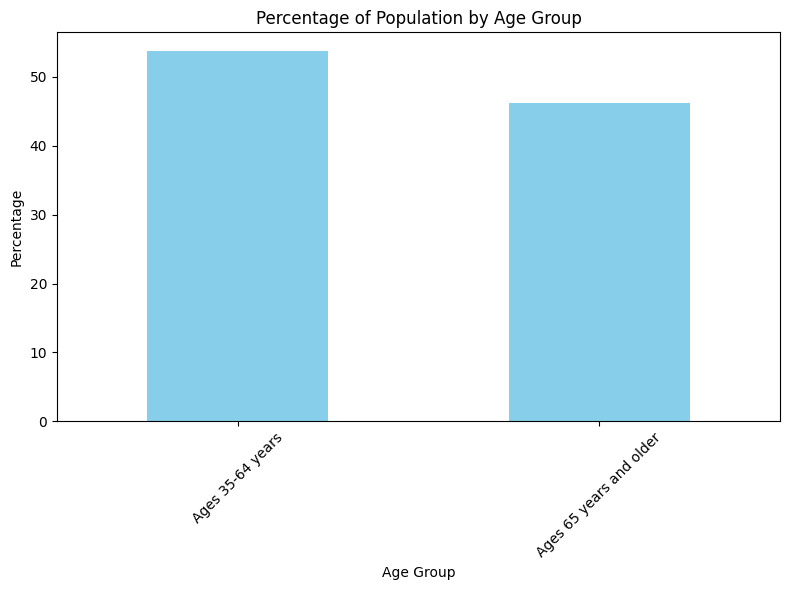 Percentage of Population by Age Group
Percentage
50
40
30
20
10
0
Ages 35-64 years
Ages 65 years and older
Age Group